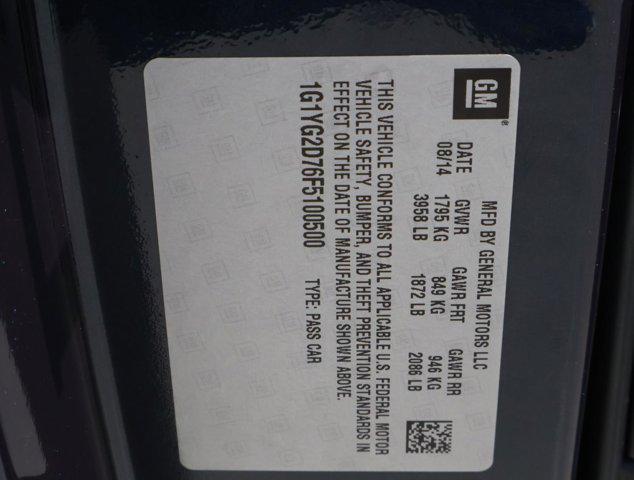 GM
MFD BY GENERAL MOTORS LLC
DATE GVWR GAWR FRT GAWR RR
08/14 1795 KG 849 KG 946 KG
3958 LB 1872 LB 2086 LB
THIS VEHICLE CONFORMS TO ALL APPLICABLE U.S. FEDERAL MOTOR
VEHICLE SAFETY, BUMPER, AND THEFT PREVENTION STANDARDS IN
EFFECT ON THE DATE OF MANUFACTURE SHOWN ABOVE.
1G1YG2D76F5100500 TYPE: PASS CAR